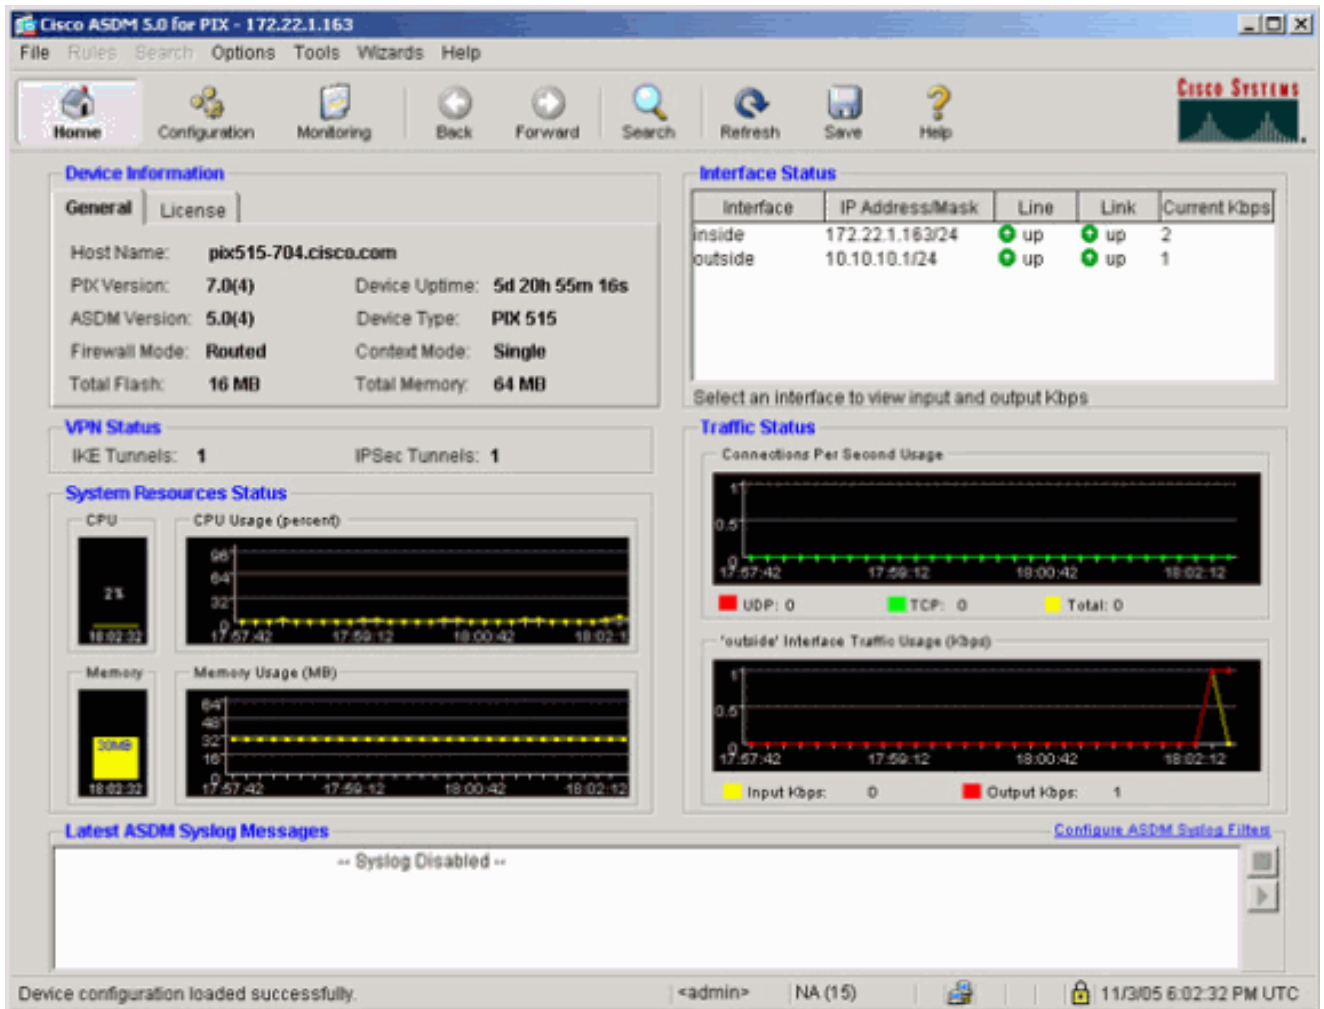 Cisco ASDM 5.0 for PIX - 172.22.1.163
File Rules Search Options Tools Wizards Help
Home Configuration Monitoring Back Forward Search Refresh Save Help
CISCO SYSTEMS
Device Information
General License
Host Name: pix515-704.cisco.com
PIX Version: 7.0(4) Device Uptime: 5d 20h 55m 16s
ASDM Version: 5.0(4) Device Type: PIX 515
Firewall Mode: Routed Context Mode: Single
Total Flash: 16 MB Total Memory: 64 MB
Interface Status
Interface IP Address/Mask Line Link Current Kbps
inside 172.22.1.163/24 up up 2
outside 10.10.10.1/24 up up 1
Select an interface to view input and output Kbps
VPN Status
IKE Tunnels: 1 IPSec Tunnels: 1
System Resources Status
CPU
2%
18:02:32
CPU Usage (percent)
96
64
32
0
17:57:42 17:59:12 18:00:42 18:02:1
Memory
30MB
18:02:32
Memory Usage (MB)
64
48
32
16
0
17:57:42 17:59:12 18:00:42 18:02:12
Traffic Status
Connections Per Second Usage
1
0.5
0
17:57:42 17:59:12 18:00:42 18:02:12
UDP: 0 TCP: 0 Total: 0
'outside' Interface Traffic Usage (Kbps)
1
0.5
0
17:57:42 17:59:12 18:00:42 18:02:12
Input Kbps: 0 Output Kbps: 1
Latest ASDM Syslog Messages
Configure ASDM Syslog Filters
-- Syslog Disabled --
Device configuration loaded successfully. <admin> NA (15) 11/3/05 6:02:32 PM UTC